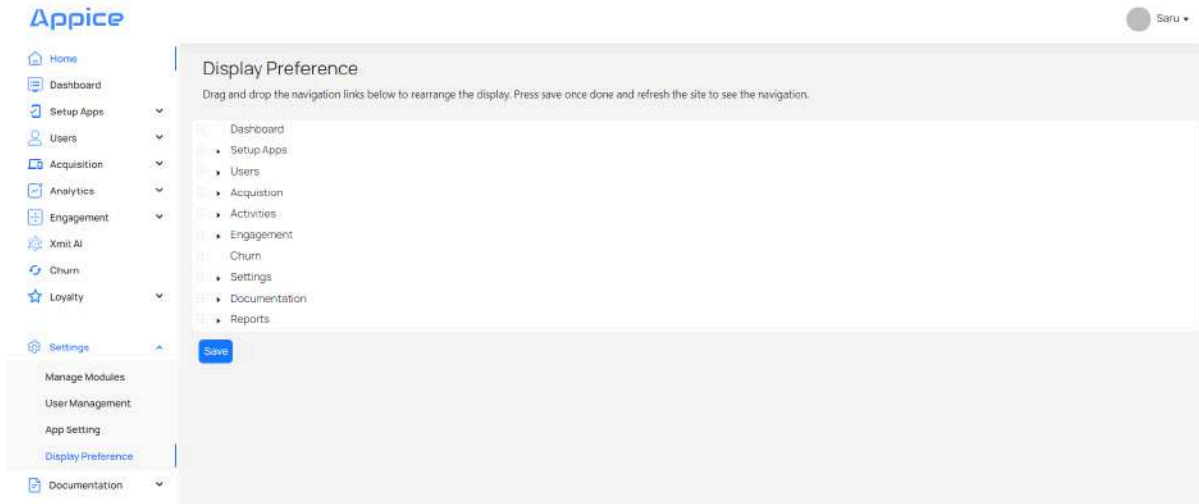 Appice
Saru
Home
Dashboard
Setup Apps
Users
Acquisition
Analytics
Engagement
Xmit AI
Churn
Loyalty
Settings
Manage Modules
User Management
App Setting
Display Preference
Documentation
Display Preference
Drag and drop the navigation links below to rearrange the display. Press save once done and refresh the site to see the navigation.
Dashboard
Setup Apps
Users
Acquistion
Activities
Engagement
Churn
Settings
Documentation
Reports
Save